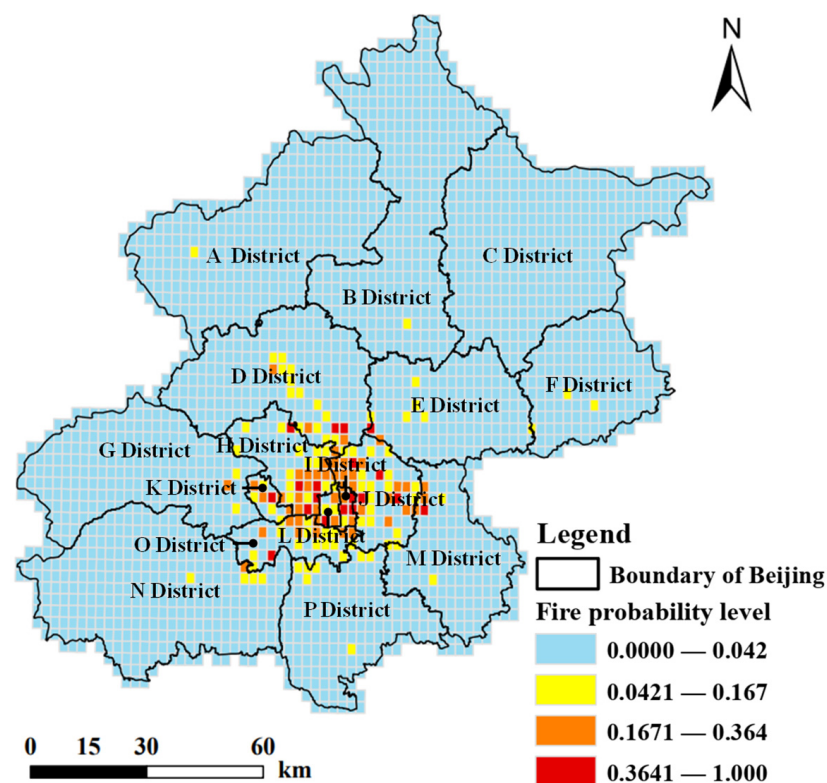 N
A District
C District
B District
D District
F District
E District
G District
H District
I District
K District
J District
L District
O District
M District
N District
P District
Legend
Boundary of Beijing
Fire probability level
0.0000 — 0.042
0.0421 — 0.167
0.1671 — 0.364
0.3641 — 1.000
0 15 30 60
km